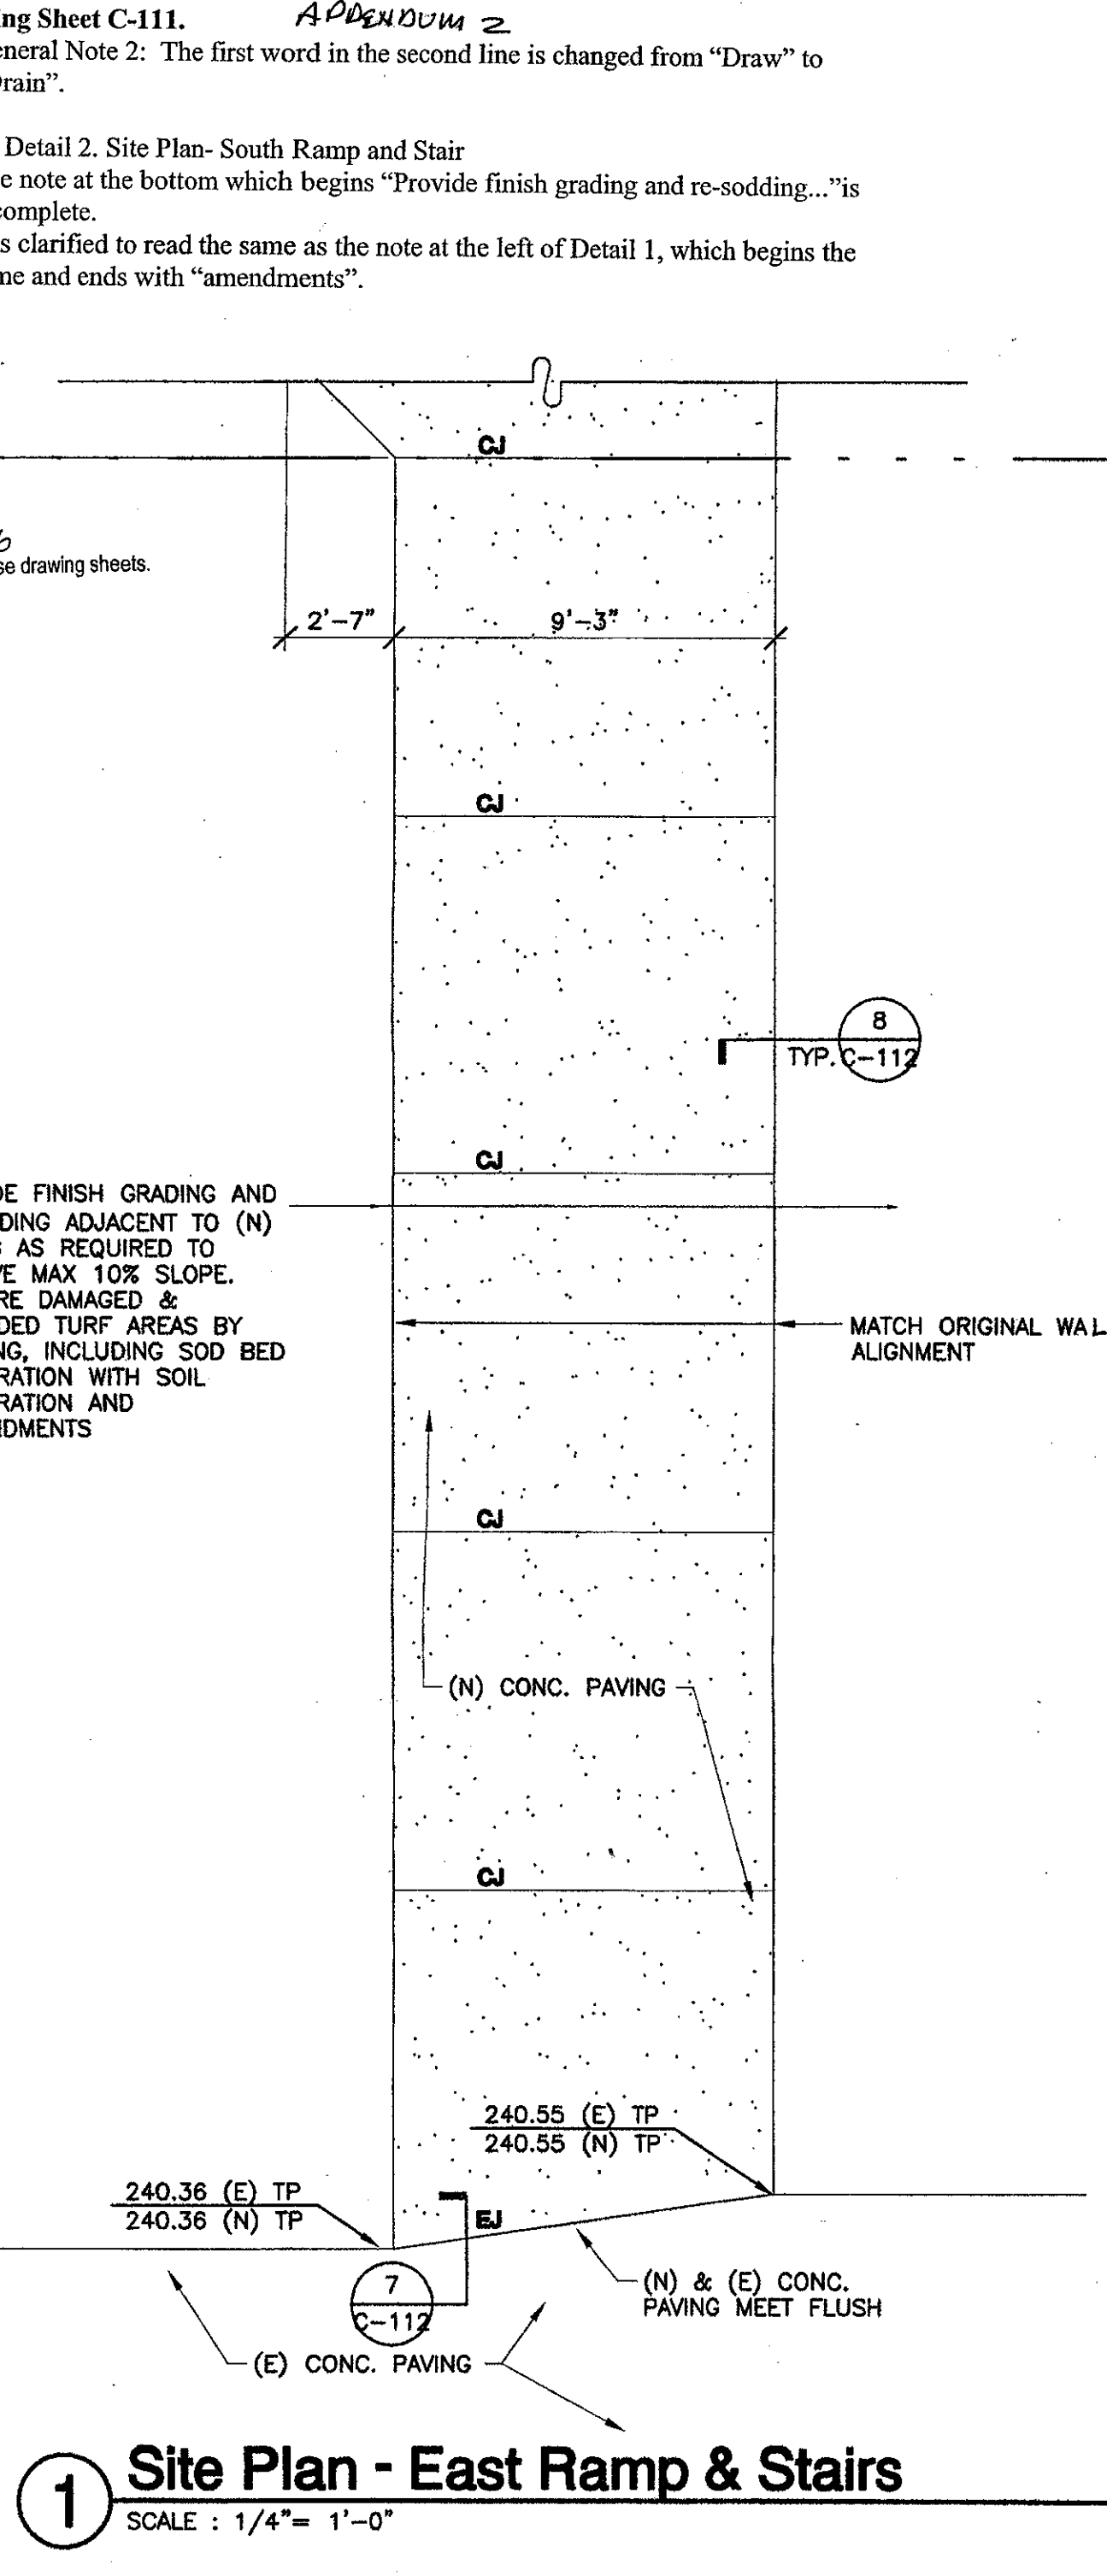 ng Sheet C-111. ADDENDUM 2
eneral Note 2: The first word in the second line is changed from “Draw” to
rain”.
Detail 2. Site Plan- South Ramp and Stair
e note at the bottom which begins “Provide finish grading and re-sodding...”is
complete.
s clarified to read the same as the note at the left of Detail 1, which begins the
me and ends with “amendments”.
CJ
se drawing sheets.
2'-7" 9'-3"
CJ
8
TYP. C-112
CJ
DE FINISH GRADING AND
DING ADJACENT TO (N)
AS REQUIRED TO
VE MAX 10% SLOPE.
RE DAMAGED &
DED TURF AREAS BY
NG, INCLUDING SOD BED
RATION WITH SOIL
RATION AND
NDMENTS
MATCH ORIGINAL WAL
ALIGNMENT
CJ
(N) CONC. PAVING
CJ
240.55 (E) TP
240.55 (N) TP
240.36 (E) TP
240.36 (N) TP
EJ
7
C-112
(N) & (E) CONC.
PAVING MEET FLUSH
(E) CONC. PAVING
1 Site Plan - East Ramp & Stairs
SCALE : 1/4"= 1'-0"